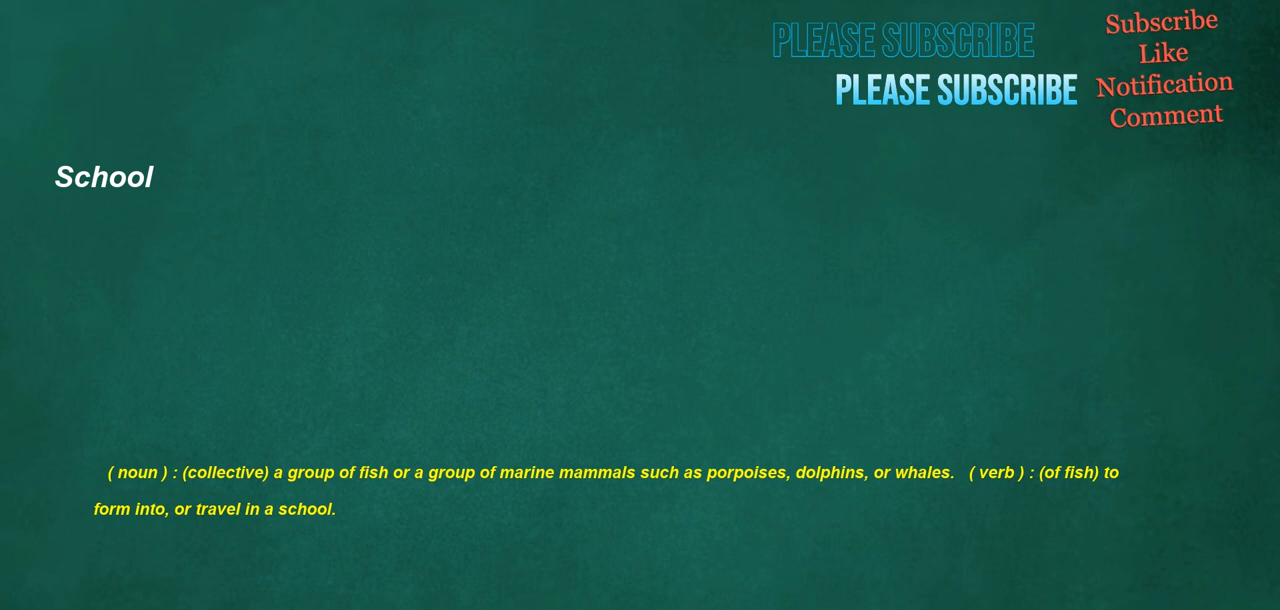 PLEASE SUBSCRIBE
PLEASE SUBSCRIBE
Subscribe
Like
Notification
Comment
School
( noun ) : (collective) a group of fish or a group of marine mammals such as porpoises, dolphins, or whales.   ( verb ) : (of fish) to
form into, or travel in a school.